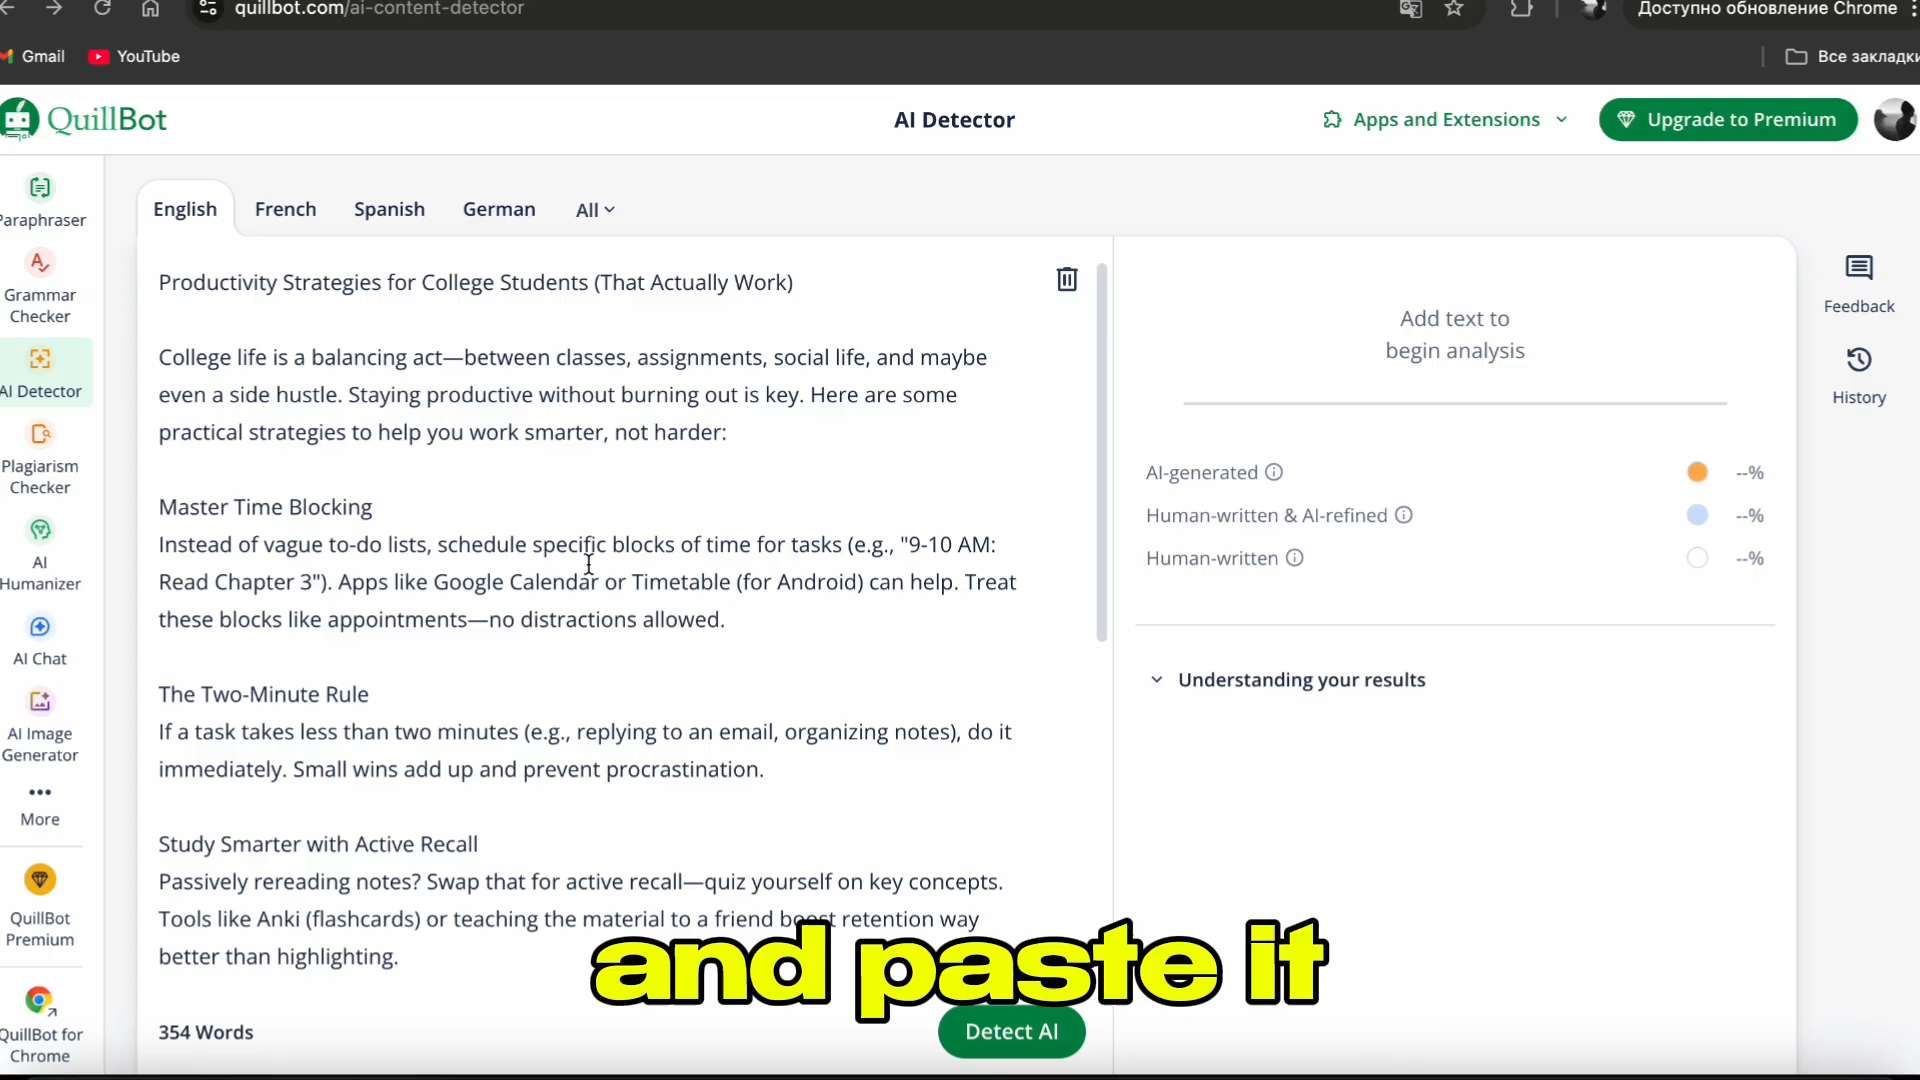 quillbot.com/ai-content-detector
Доступно обновление Chrome
Gmail
YouTube
Все закладки
QuillBot
AI Detector
Apps and Extensions
Upgrade to Premium
Paraphraser
Grammar
Checker
AI Detector
Plagiarism
Checker
AI
Humanizer
AI Chat
AI Image
Generator
More
QuillBot
Premium
QuillBot for
Chrome
English
French
Spanish
German
All
Productivity Strategies for College Students (That Actually Work)
College life is a balancing act—between classes, assignments, social life, and maybe
even a side hustle. Staying productive without burning out is key. Here are some
practical strategies to help you work smarter, not harder:
Master Time Blocking
Instead of vague to-do lists, schedule specific blocks of time for tasks (e.g., "9-10 AM:
Read Chapter 3"). Apps like Google Calendar or Timetable (for Android) can help. Treat
these blocks like appointments—no distractions allowed.
The Two-Minute Rule
If a task takes less than two minutes (e.g., replying to an email, organizing notes), do it
immediately. Small wins add up and prevent procrastination.
Study Smarter with Active Recall
Passively rereading notes? Swap that for active recall—quiz yourself on key concepts.
Tools like Anki (flashcards) or teaching the material to a friend boost retention way
better than highlighting.
and paste it
354 Words
Detect AI
Add text to
begin analysis
AI-generated --%
Human-written & AI-refined --%
Human-written --%
Understanding your results
Feedback
History